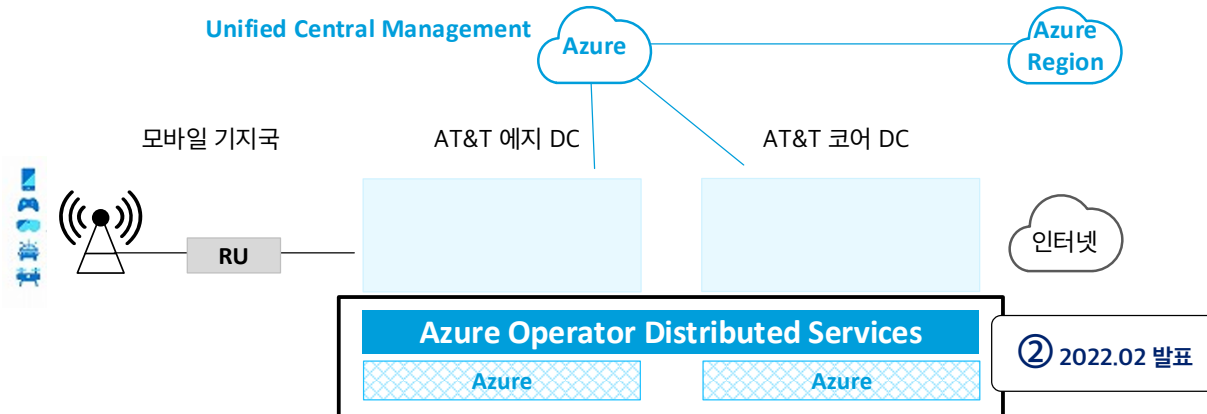 Unified Central Management
Azure
Azure
Region
모바일 기지국
AT&T 에지 DC
AT&T 코어 DC
RU
인터넷
Azure Operator Distributed Services
② 2022.02 발표
Azure
Azure